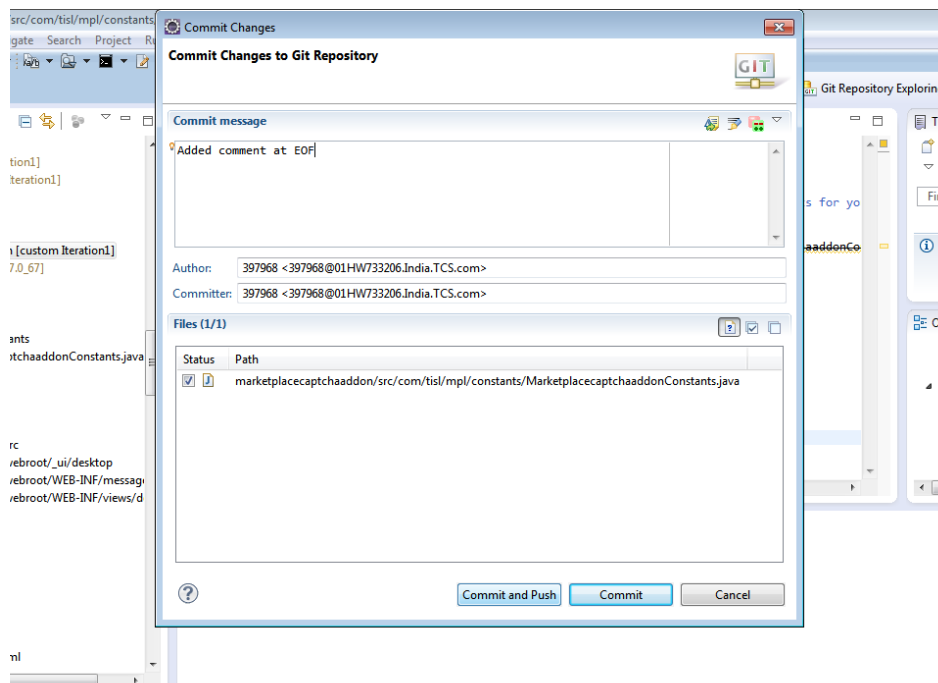 src/com/tisl/mpl/constants
Commit Changes
gate Search Project Ru
Commit Changes to Git Repository
GIT
Git Repository Explorin
Commit message
Added comment at EOF
tion1]
Iteration1]
s for yo
Fi
[custom Iteration1]
aaddonCo
7.0_67]
Author: 397968 <397968@01HW733206.India.TCS.com>
Committer: 397968 <397968@01HW733206.India.TCS.com>
Files (1/1)
ants
ptchaaddonConstants.java
Status Path
marketplacecaptchaaddon/src/com/tisl/mpl/constants/MarketplacecaptchaaddonConstants.java
rc
vebroot/_ui/desktop
vebroot/WEB-INF/messag
vebroot/WEB-INF/views/d
Commit and Push Commit Cancel
ml